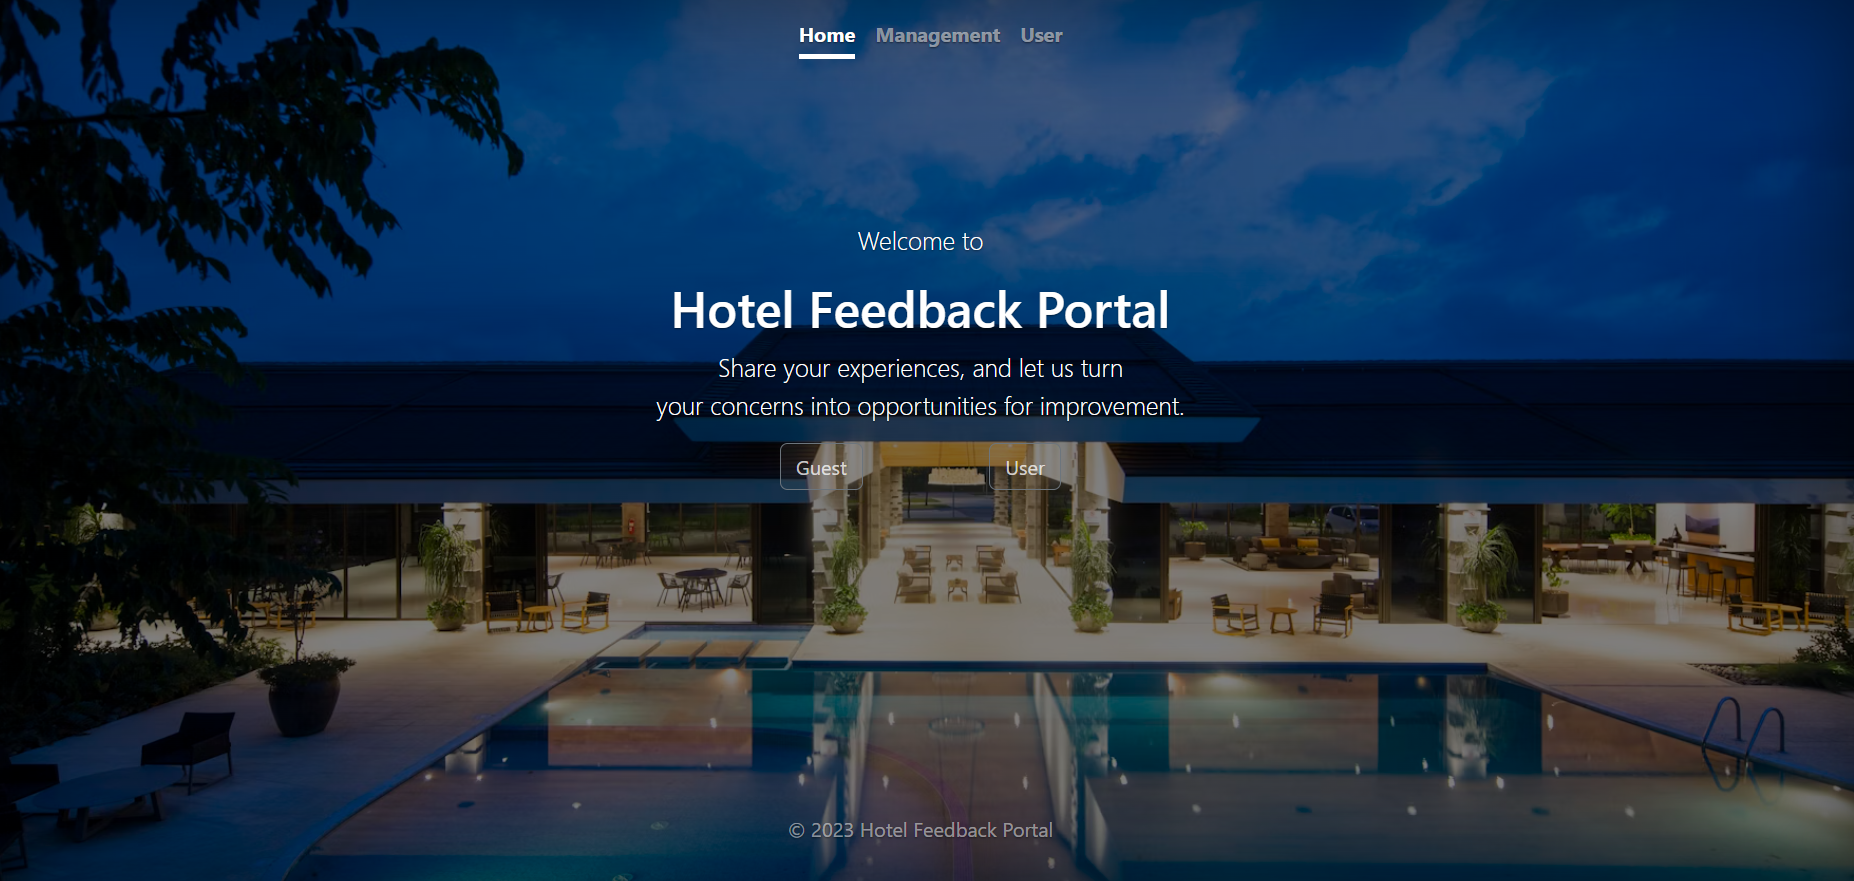 Home Management User
Welcome to
Hotel Feedback Portal
Share your experiences, and let us turn
your concerns into opportunities for improvement.
Guest User
© 2023 Hotel Feedback Portal